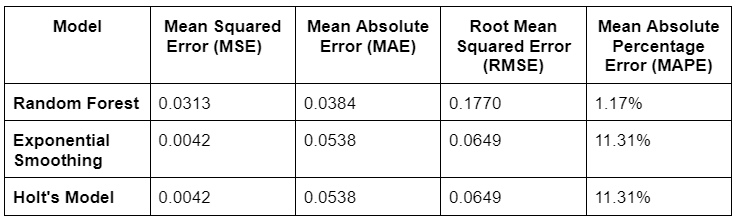 Model Mean Squared Error (MSE) Mean Absolute Error (MAE) Root Mean Squared Error (RMSE) Mean Absolute Percentage Error (MAPE)
Random Forest 0.0313 0.0384 0.1770 1.17%
Exponential Smoothing 0.0042 0.0538 0.0649 11.31%
Holt's Model 0.0042 0.0538 0.0649 11.31%